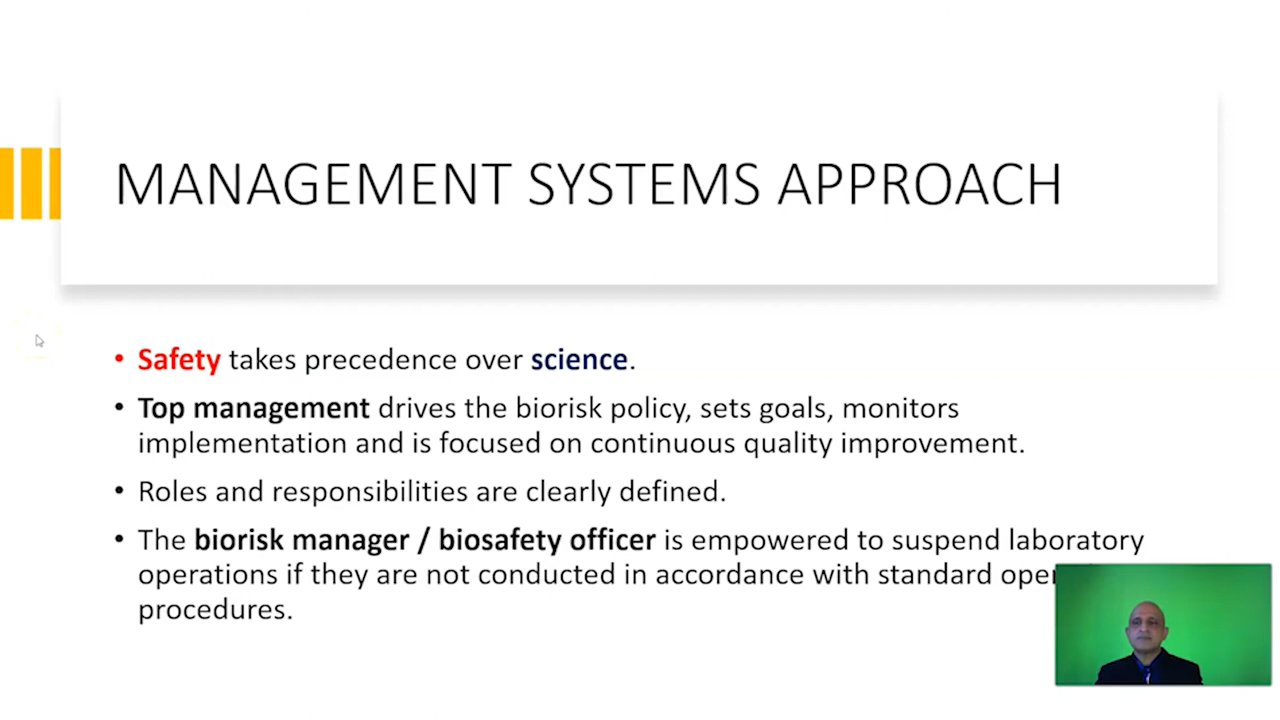 MANAGEMENT SYSTEMS APPROACH
• Safety takes precedence over science.
• Top management drives the biorisk policy, sets goals, monitors
implementation and is focused on continuous quality improvement.
• Roles and responsibilities are clearly defined.
• The biorisk manager / biosafety officer is empowered to suspend laboratory
operations if they are not conducted in accordance with standard
procedures.